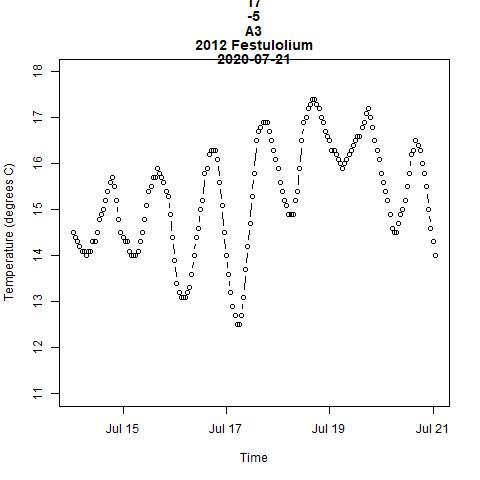 17
-5
A3
2012 Festulolium
2020-07-21
Temperature (degrees C)
18
17
16
15
14
13
12
11
Jul 15
Jul 17
Jul 19
Jul 21
Time